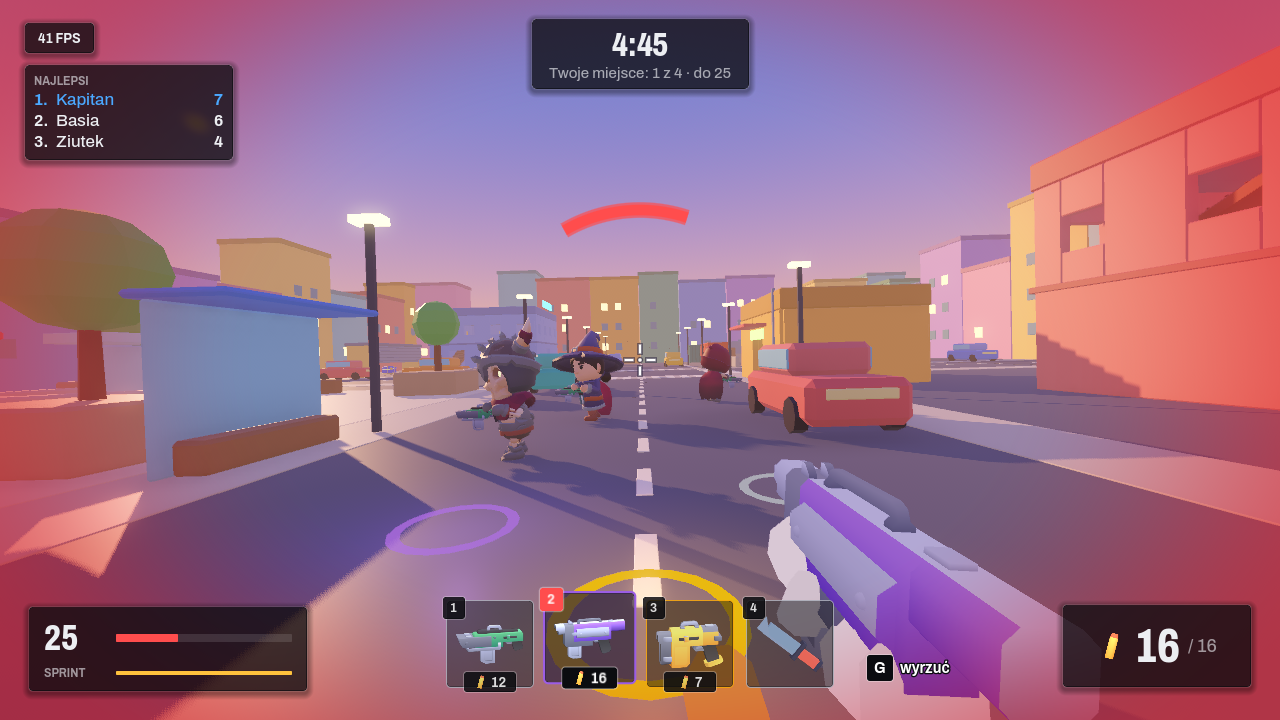 41 FPS
4:45
Twoje miejsce: 1 z 4 · do 25
NAJLEPSI
1. Kapitan 7
2. Basia 6
3. Ziutek 4
25
SPRINT
1
12
2
16
3
7
4
G wyrzuć
16 / 16